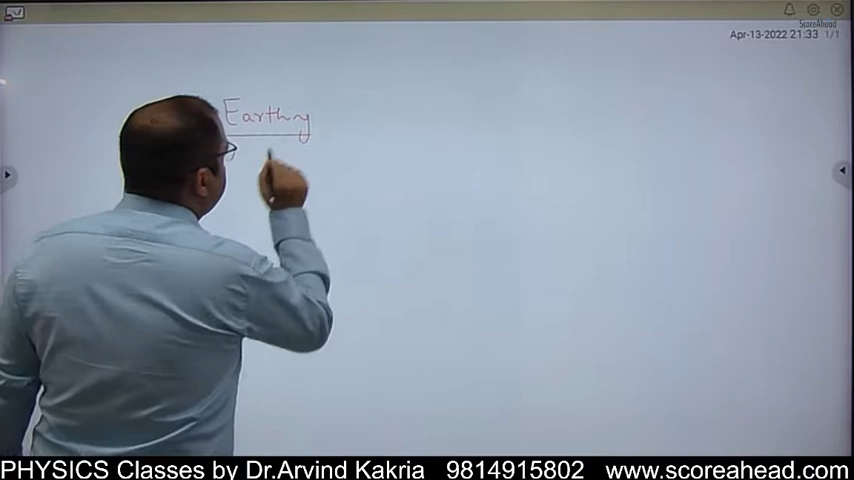 ScoreAhead
Apr-13-2022 21:33 1/1
Earthing
PHYSICS Classes by Dr.Arvind Kakria 9814915802 www.scoreahead.com